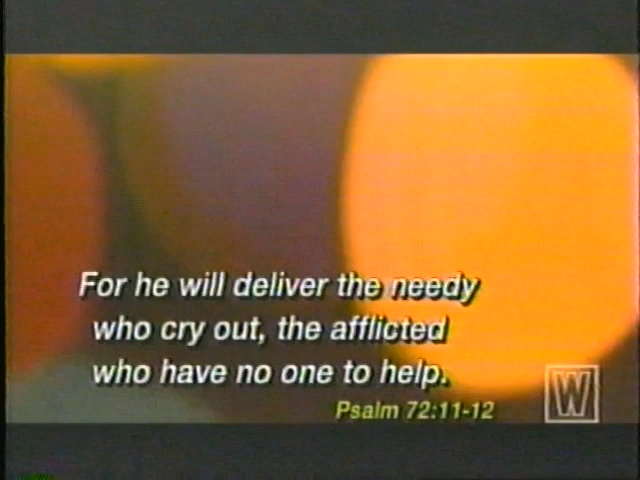 For he will deliver the needy
who cry out, the afflicted
who have no one to help.
Psalm 72:11-12
W